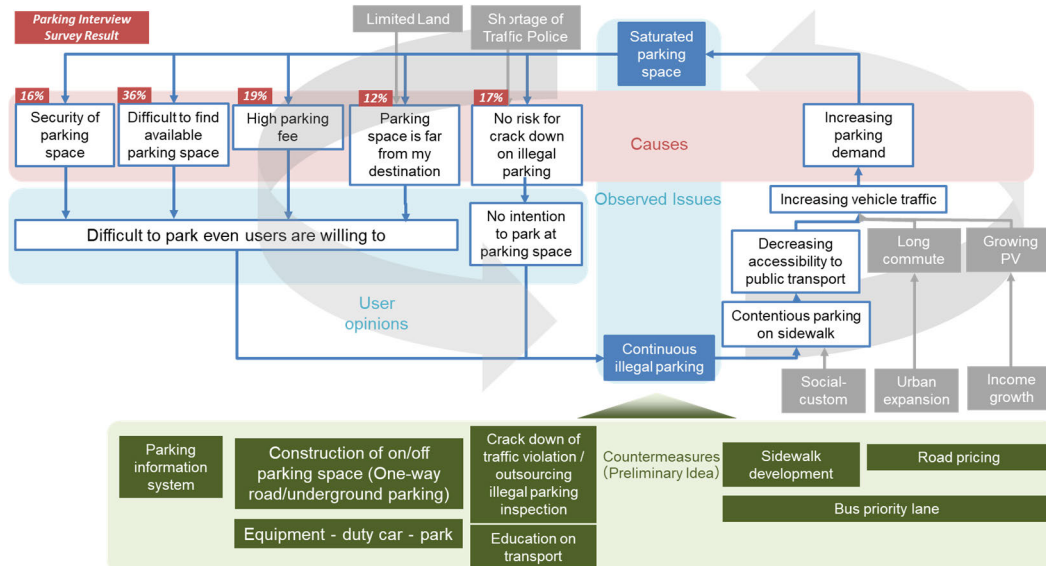 Parking Interview
Survey Result
Limited Land
Shortage of
Traffic Police
Saturated
parking
space
16%
36%
19%
12%
17%
Security of
parking
space
Difficult to find
available
parking space
High parking
fee
Parking
space is far
from my
destination
No risk for
crack down
on illegal
parking
Causes
Increasing
parking
demand
Observed Issues
Increasing vehicle traffic
Difficult to park even users are willing to
No intention
to park at
parking space
Decreasing
accessibility to
public transport
Long
commute
Growing
PV
User
opinions
Contentious parking
on sidewalk
Continuous
illegal parking
Social-
custom
Urban
expansion
Income
growth
Parking
information
system
Construction of on/off
parking space (One-way
road/underground parking)
Crack down of
traffic violation /
outsourcing
illegal parking
inspection
Countermeasures
(Preliminary Idea)
Sidewalk
development
Road pricing
Bus priority lane
Equipment - duty car - park
Education on
transport